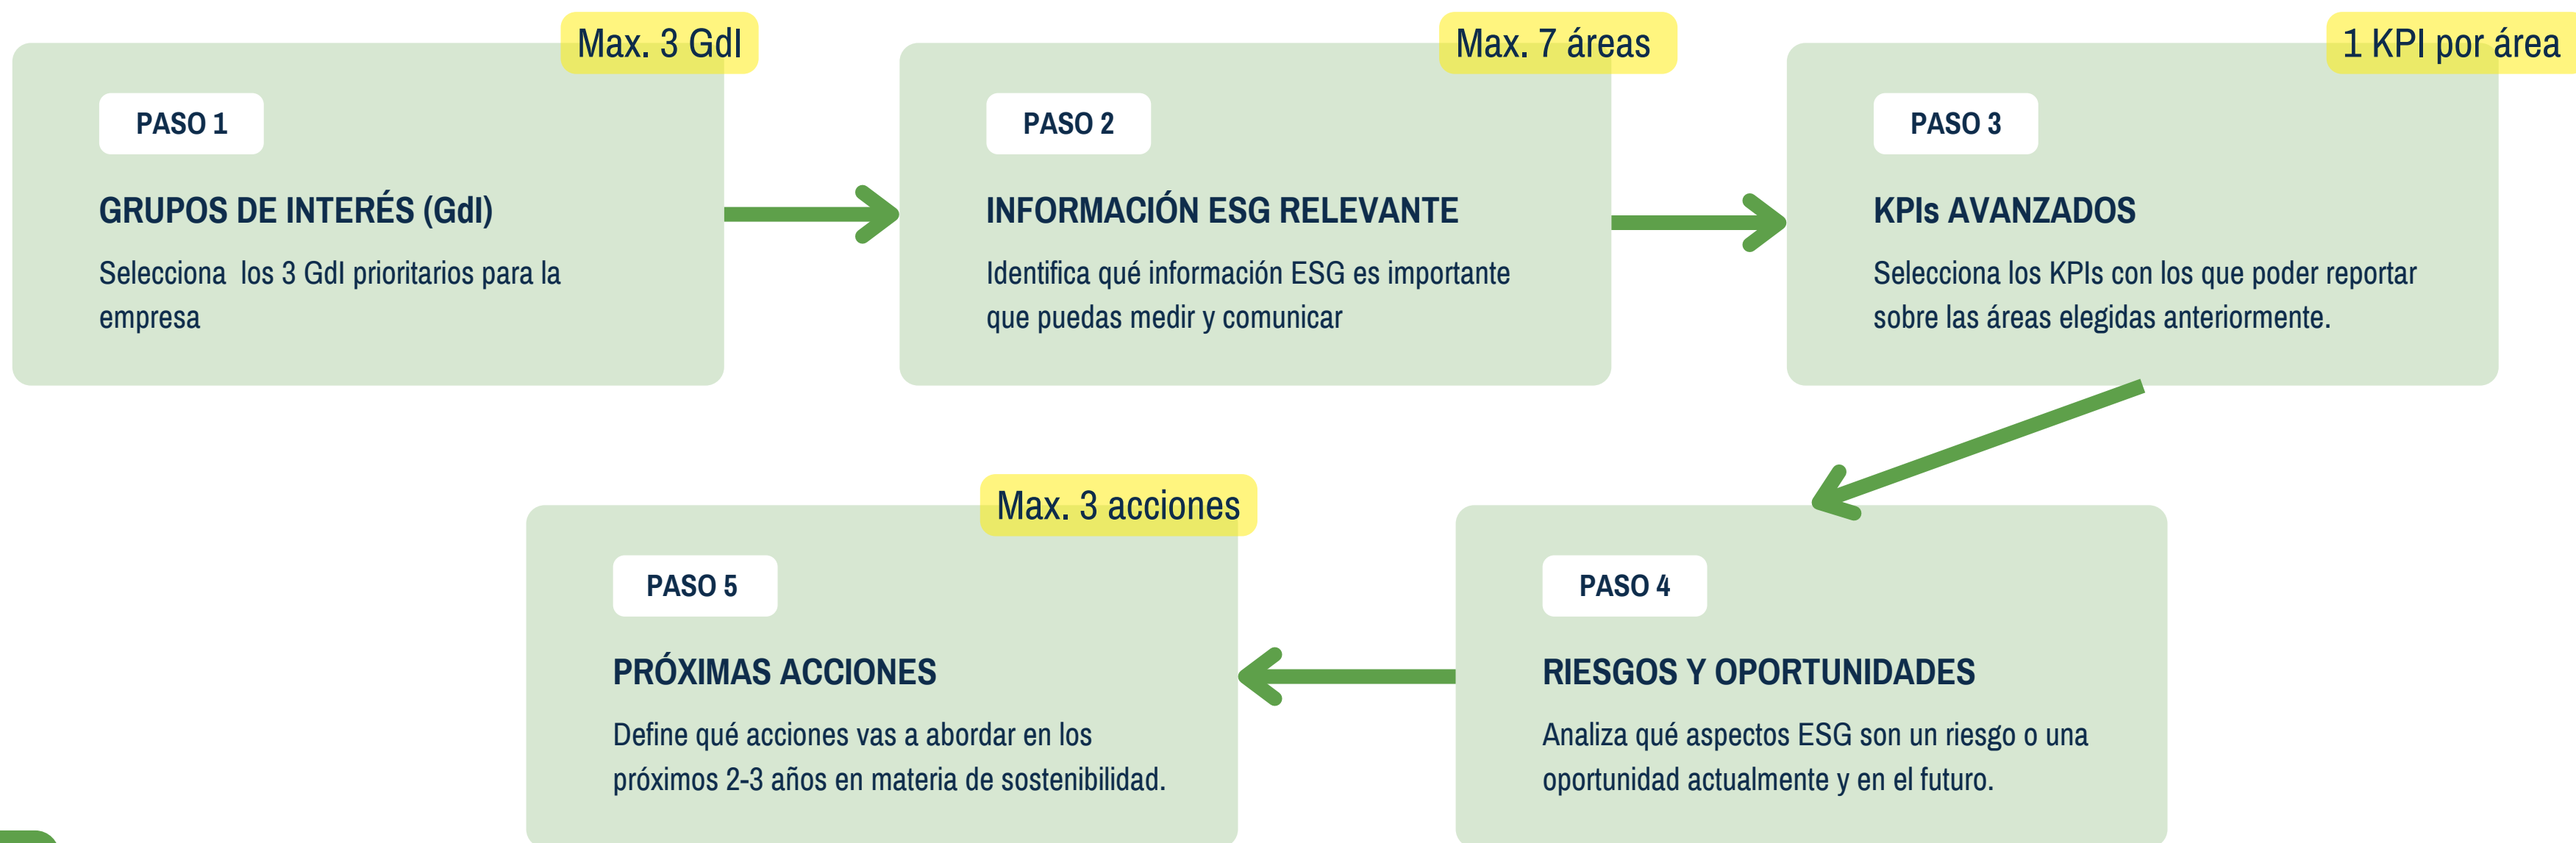 Max. 3 GdI
PASO 1
GRUPOS DE INTERÉS (GdI)
Selecciona los 3 GdI prioritarios para la
empresa
Max. 7 áreas
PASO 2
INFORMACIÓN ESG RELEVANTE
Identifica qué información ESG es importante
que puedas medir y comunicar
1 KPI por área
PASO 3
KPIs AVANZADOS
Selecciona los KPIs con los que poder reportar
sobre las áreas elegidas anteriormente.
PASO 4
RIESGOS Y OPORTUNIDADES
Analiza qué aspectos ESG son un riesgo o una
oportunidad actualmente y en el futuro.
Max. 3 acciones
PASO 5
PRÓXIMAS ACCIONES
Define qué acciones vas a abordar en los
próximos 2-3 años en materia de sostenibilidad.